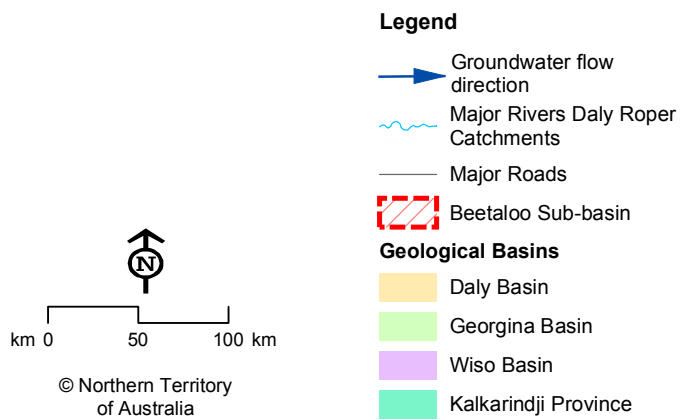 Legend
Groundwater flow
direction
Major Rivers Daly Roper
Catchments
Major Roads
Beetaloo Sub-basin
Geological Basins
Daly Basin
Georgina Basin
Wiso Basin
Kalkarindji Province
N
km 0 50 100 km
© Northern Territory
of Australia